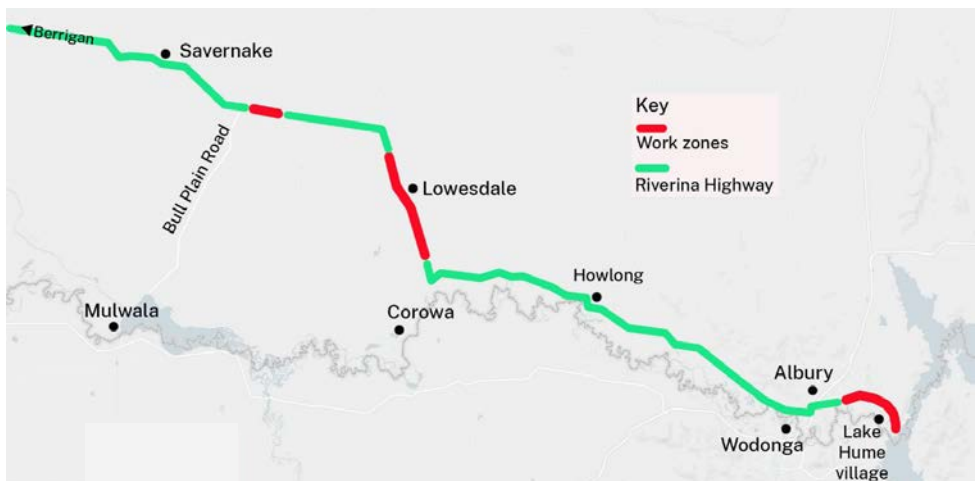 Berrigan
Savernake
Key
Work zones
Riverina Highway
Bull Plain Road
Lowesdale
Howlong
Mulwala
Corowa
Albury
Wodonga
Lake
Hume
village